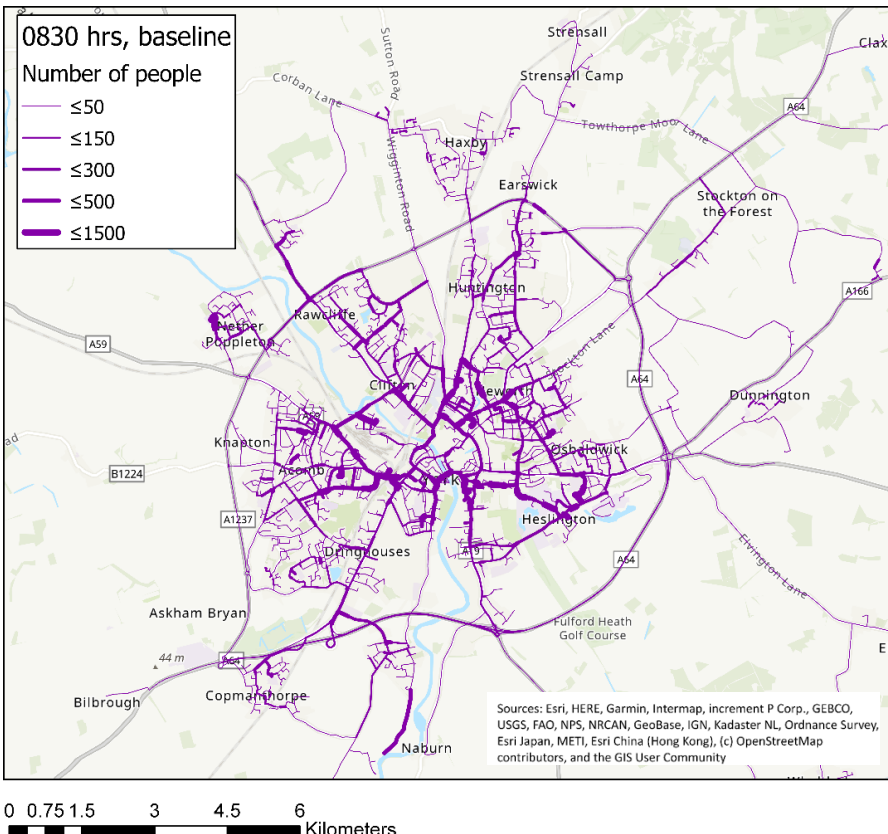 0830 hrs, baseline
Number of people
≤50
≤150
≤300
≤500
≤1500
Strensall
Sutton Road
Clax
Corban Lane
Strensall Camp
A64
Towthorpe Moo Lane
Haxby
Wigginton Road
Earswick
Stockton on
the Forest
Huntington
A166
Rawcliffe
Nether
Poppleton
A59
Stockton Lane
A64
Clifton
Heworth
Dunnington
Knapton
Osbaldwick
Acomb
B1224
York
A1237
Heslington
Dringhouses
A19
A64
Elvington Lane
Askham Bryan
Fulford Heath
Golf Course
44 m
A64
Bilbrough
Copmanthorpe
Naburn
Sources: Esri, HERE, Garmin, Intermap, increment P Corp., GEBCO,
USGS, FAO, NPS, NRCAN, GeoBase, IGN, Kadaster NL, Ordnance Survey,
Esri Japan, METI, Esri China (Hong Kong), (c) OpenStreetMap
contributors, and the GIS User Community
0 0.75 1.5 3 4.5 6
Kilometers